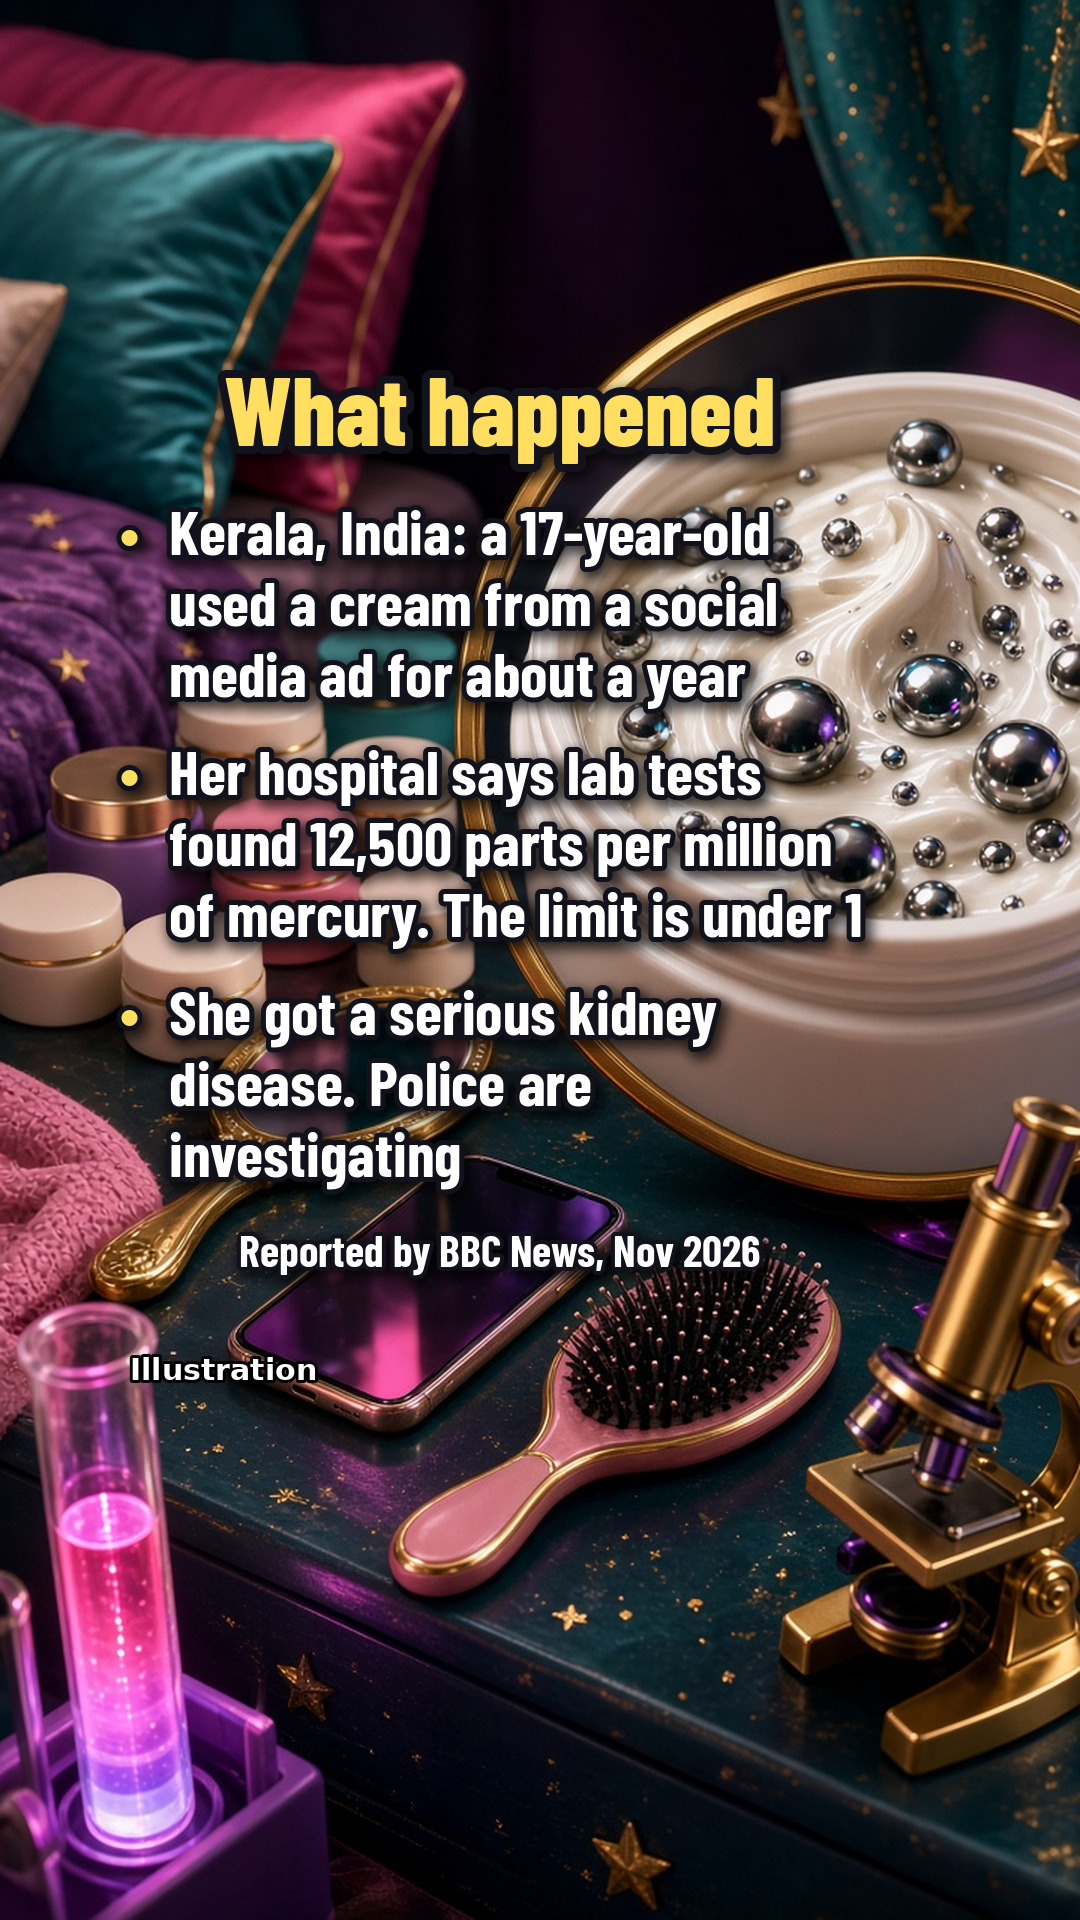 What happened
• Kerala, India: a 17-year-old
used a cream from a social
media ad for about a year
• Her hospital says lab tests
found 12,500 parts per million
of mercury. The limit is under 1
• She got a serious kidney
disease. Police are
investigating
Reported by BBC News, Nov 2026
Illustration